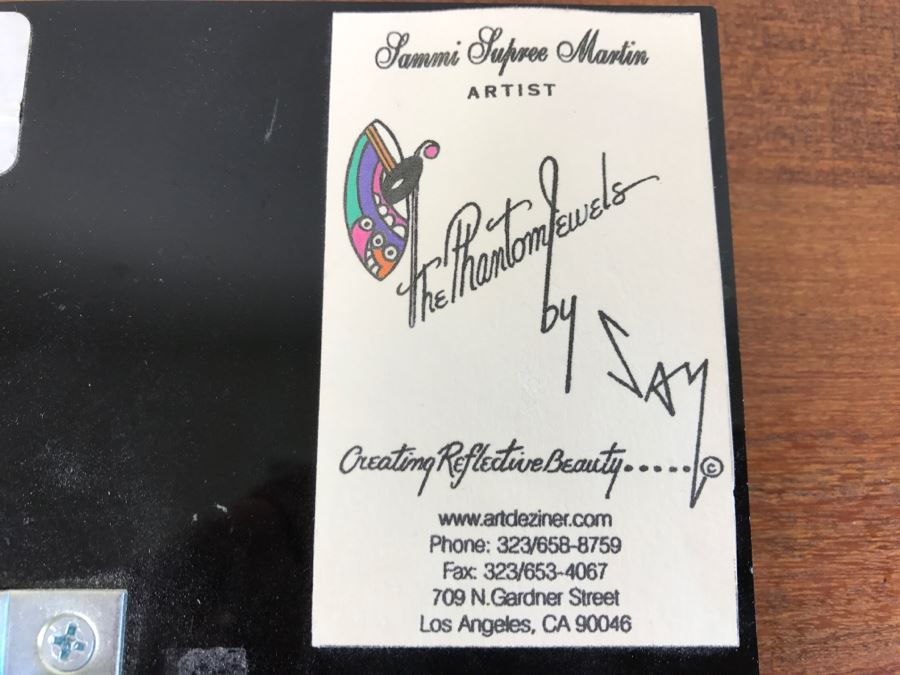 Sammi Supree Martin
ARTIST
The Phantom Jewels
by SAM
Creating Reflective Beauty.....©
www.artdeziner.com
Phone: 323/658-8759
Fax: 323/653-4067
709 N.Gardner Street
Los Angeles, CA 90046